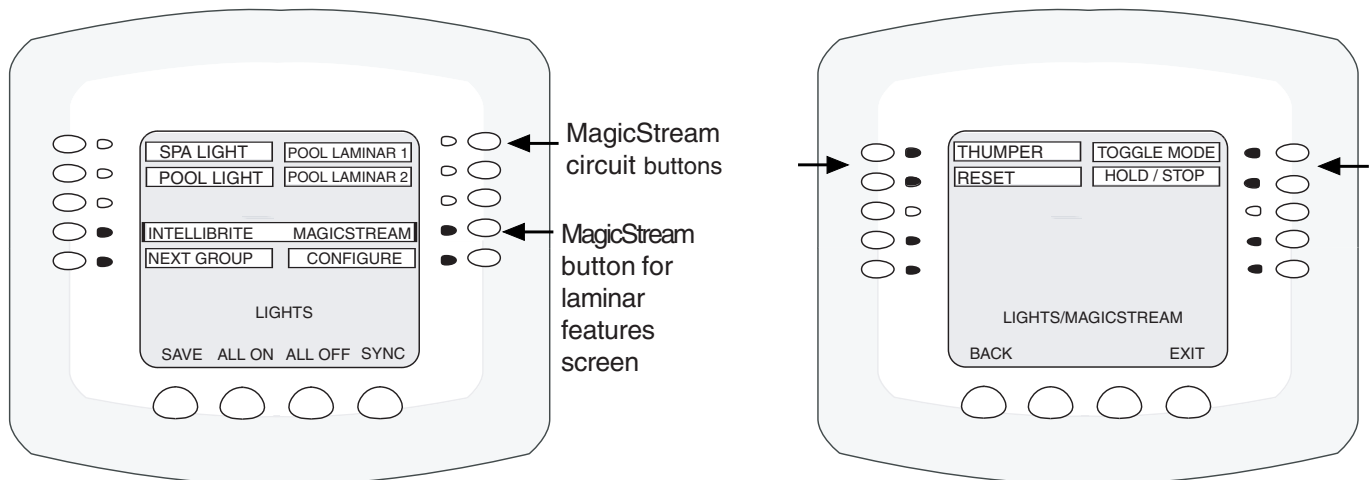 SPA LIGHT POOL LAMINAR 1
POOL LIGHT POOL LAMINAR 2
INTELLIBRITE MAGICSTREAM
NEXT GROUP CONFIGURE
LIGHTS
SAVE ALL ON ALL OFF SYNC
MagicStream
circuit buttons
MagicStream
button for
laminar
features
screen
THUMPER TOGGLE MODE
RESET HOLD / STOP
LIGHTS/MAGICSTREAM
BACK EXIT